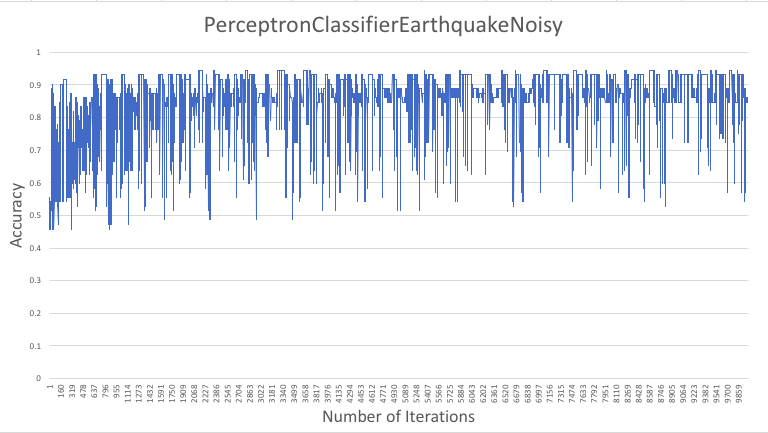 PerceptronClassifierEarthquakeNoisy
1
0.9
0.8
0.7
0.6
0.5
0.4
0.3
0.2
0.1
0
Accuracy
1 160 319 478 637 796 955 1114 1273 1432 1591 1750 1909 2068 2227 2386 2545 2704 2863 3022 3181 3340 3499 3658 3817 3976 4135 4294 4453 4612 4771 4930 5089 5248 5407 5566 5725 5884 6043 6202 6361 6520 6679 6838 6997 7156 7315 7474 7633 7792 7951 8110 8269 8428 8587 8746 8905 9064 9223 9382 9541 9700 9859
Number of Iterations